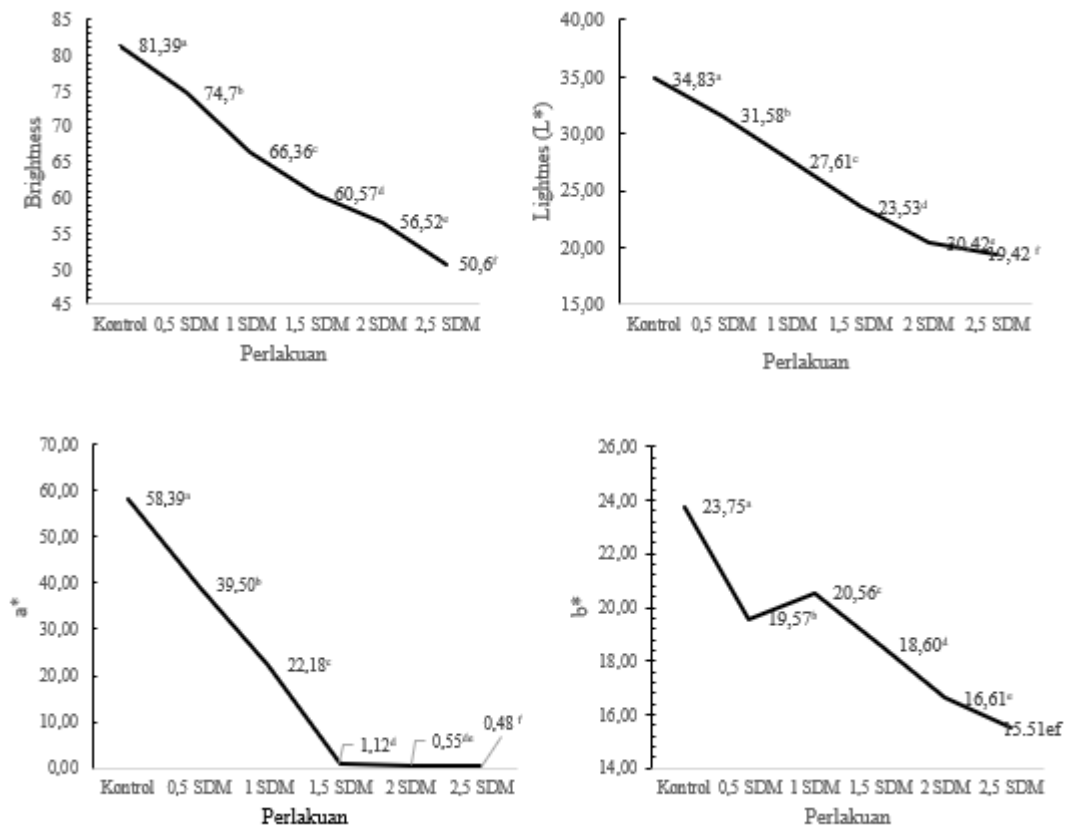 Brightness
85
80
75
70
65
60
55
50
45
81,39ᵃ
74,7ᵇ
66,36ᶜ
60,57ᵈ
56,52ᵉ
50,6ᶠ
Kontrol 0,5 SDM 1 SDM 1,5 SDM 2 SDM 2,5 SDM
Perlakuan
Lightnes (L*)
40,00
35,00
30,00
25,00
20,00
15,00
34,83ᵃ
31,58ᵇ
27,61ᶜ
23,53ᵈ
20,42ᵉ
19,42 ᶠ
Kontrol 0,5 SDM 1 SDM 1,5 SDM 2 SDM 2,5 SDM
Perlakuan
a*
70,00
60,00
50,00
40,00
30,00
20,00
10,00
0,00
58,39ᵃ
39,50ᵇ
22,18ᶜ
1,12ᵈ
0,55ᵈᵉ
0,48 ᶠ
Kontrol 0,5 SDM 1 SDM 1,5 SDM 2 SDM 2,5 SDM
Perlakuan
b*
26,00
24,00
22,00
20,00
18,00
16,00
14,00
23,75ᵃ
19,57ᵇ
20,56ᶜ
18,60ᵈ
16,61ᵉ
15.51ef
Kontrol 0,5 SDM 1 SDM 1,5 SDM 2 SDM 2,5 SDM
Perlakuan